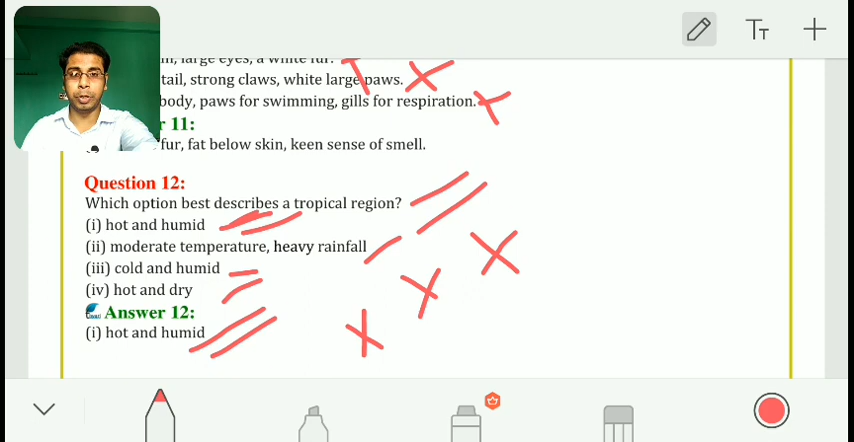 large eyes, a white fur.
tail, strong claws, white large paws.
body, paws for swimming, gills for respiration.
r 11:
fur, fat below skin, keen sense of smell.
Question 12:
Which option best describes a tropical region?
(i) hot and humid
(ii) moderate temperature, heavy rainfall
(iii) cold and humid
(iv) hot and dry
Answer 12:
(i) hot and humid
TT